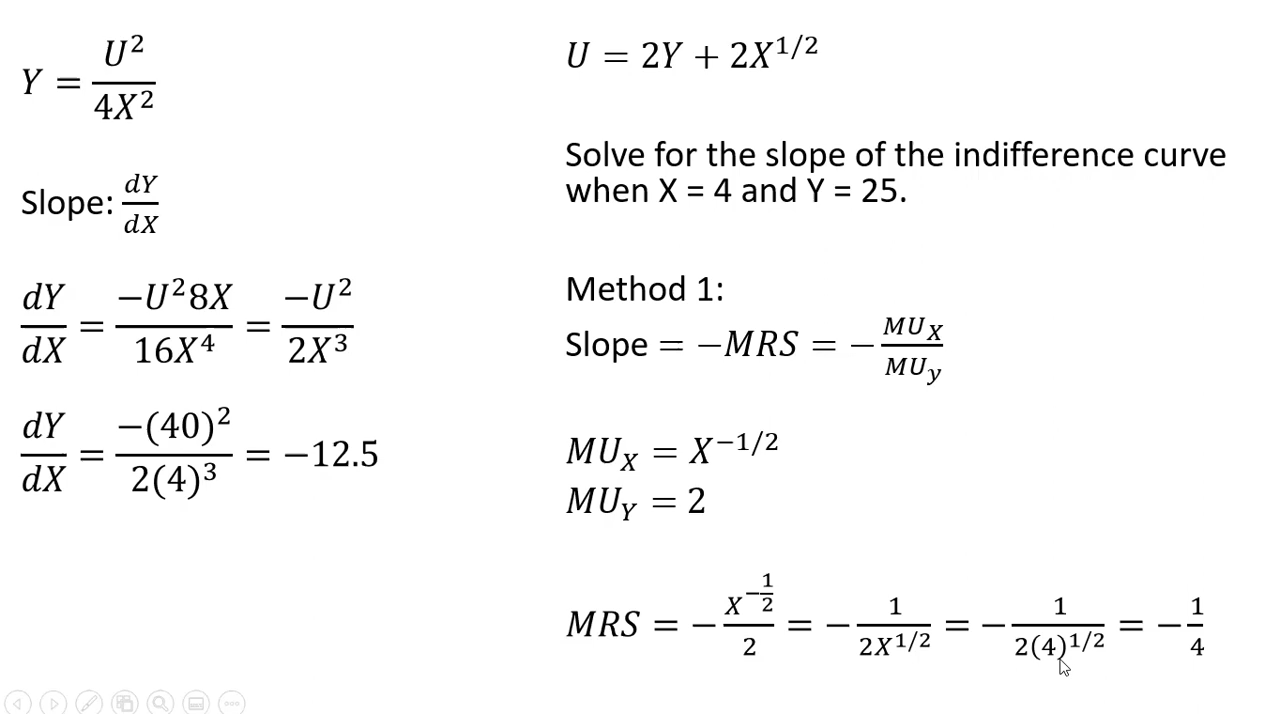 Y = U²/4X²
Slope: dY/dX
dY/dX = −U²8X/16X⁴ = −U²/2X³
dY/dX = −(40)²/2(4)³ = −12.5
U = 2Y + 2X^{1/2}
Solve for the slope of the indifference curve
when X = 4 and Y = 25.
Method 1:
Slope = −MRS = − MU_X/MU_y
MU_X = X^{−1/2}
MU_Y = 2
MRS = − X^{−1/2}/2 = − 1/2X^{1/2} = − 1/2(4)^{1/2} = − 1/4